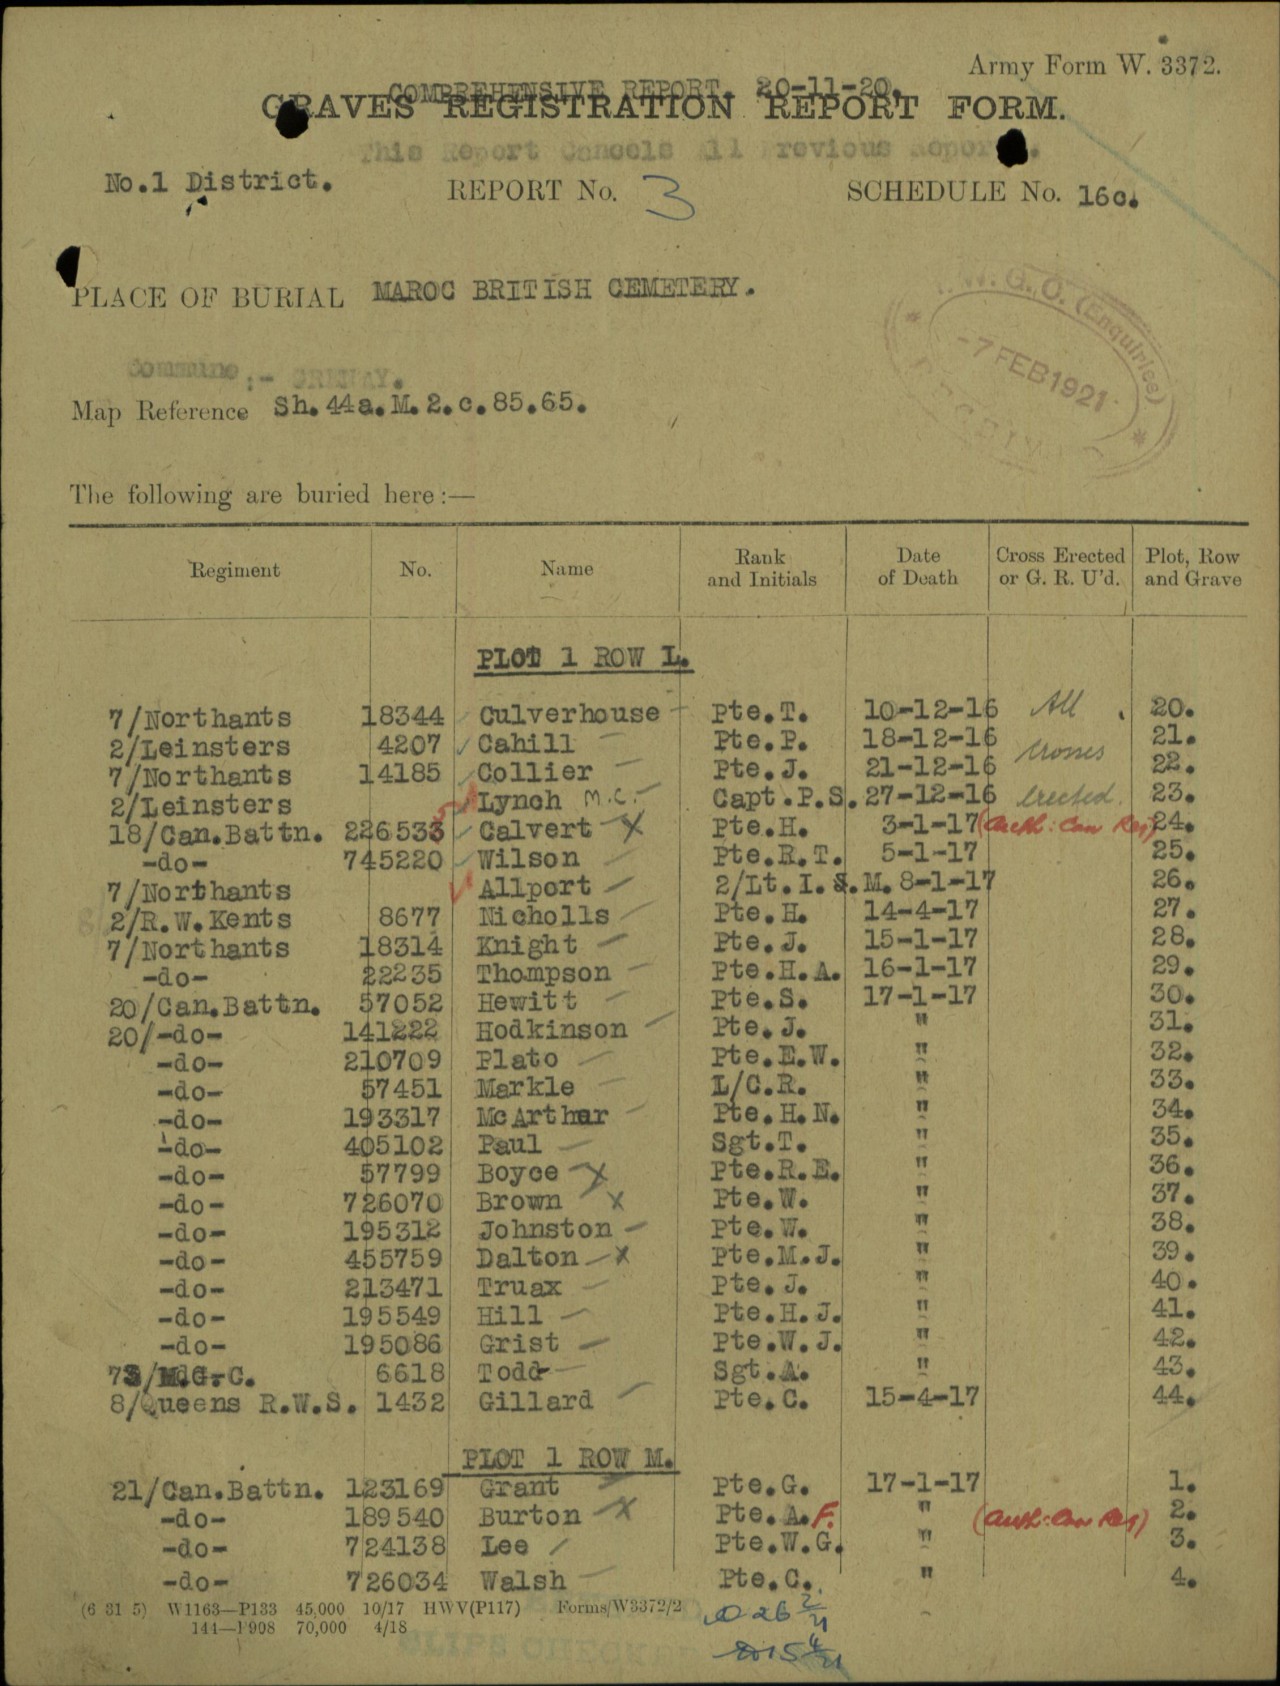 Army Form W. 3372.
COMPREHENSIVE REPORT. 20-11-20.
GRAVES REGISTRATION REPORT FORM.
This Report Cancels All Previous Reports.
No.1 District. REPORT No. 3 SCHEDULE No. 16c.
PLACE OF BURIAL MAROC BRITISH CEMETERY.
W. G. O. (Enquiries)
-7 FEB 1921
Commune :- GRENAY.
Map Reference Sh. 44a. M. 2. c. 85. 65.
The following are buried here:—
Regiment No. Name Rank and Initials Date of Death Cross Erected or G. R. U'd. Plot, Row and Grave
PLOT 1 ROW L.
7/Northants 18344 Culverhouse Pte. T. 10-12-16 All 20.
2/Leinsters 4207 Cahill Pte. P. 18-12-16 21.
7/Northants 14185 Collier Pte. J. 21-12-16 Crosses 22.
2/Leinsters Lynch M.C. Capt. P.S. 27-12-16 Erected. 23.
18/Can.Battn. 226533 Calvert X Pte. H. 3-1-17 (Auth: Can Rec) 24.
-do- 745220 Wilson Pte. R. T. 5-1-17 25.
7/Northants Allport 2/Lt. I. S. M. 8-1-17 26.
2/R.W.Kents 8677 Nicholls Pte. H. 14-4-17 27.
7/Northants 18314 Knight Pte. J. 15-1-17 28.
-do- 22235 Thompson Pte. H. A. 16-1-17 29.
20/Can.Battn. 57052 Hewitt Pte. S. 17-1-17 30.
20/-do- 141222 Hodkinson Pte. J. " 31.
-do- 210709 Plato Pte. E. W. " 32.
-do- 57451 Markle L/C. R. " 33.
-do- 193317 McArthur Pte. H. N. " 34.
-do- 405102 Paul Sgt. T. " 35.
-do- 57799 Boyce X Pte. R. E. " 36.
-do- 726070 Brown X Pte. W. " 37.
-do- 195312 Johnston Pte. W. " 38.
-do- 455759 Dalton X Pte. M. J. " 39.
-do- 213471 Truax Pte. J. " 40.
-do- 195549 Hill Pte. H. J. " 41.
-do- 195086 Grist Pte. W. J. " 42.
73/M.G.C. 6618 Todd Sgt. A. " 43.
8/Queens R.W.S. 1432 Gillard Pte. C. 15-4-17 44.
PLOT 1 ROW M.
21/Can.Battn. 123169 Grant Pte. G. 17-1-17 1.
-do- 189540 Burton X Pte. A. F. " (Auth: Can Rec) 2.
-do- 724138 Lee Pte. W. G. " 3.
-do- 726034 Walsh Pte. C. " 4.
(6 31 5) W1163—P133 45,000 10/17 HWV(P117) Forms/W3372/2
144—1908 70,000 4/18
SLIPS CHECKED